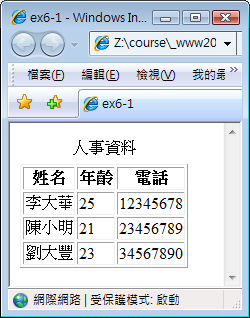 ex6-1 - Windows In...
Z:\course\_www20
檔案(F) 編輯(E) 檢視(V) 我的最
ex6-1
人事資料
姓名 年齡 電話
李大華 25 12345678
陳小明 21 23456789
劉大豐 23 34567890
網際網路 | 受保護模式: 啟動